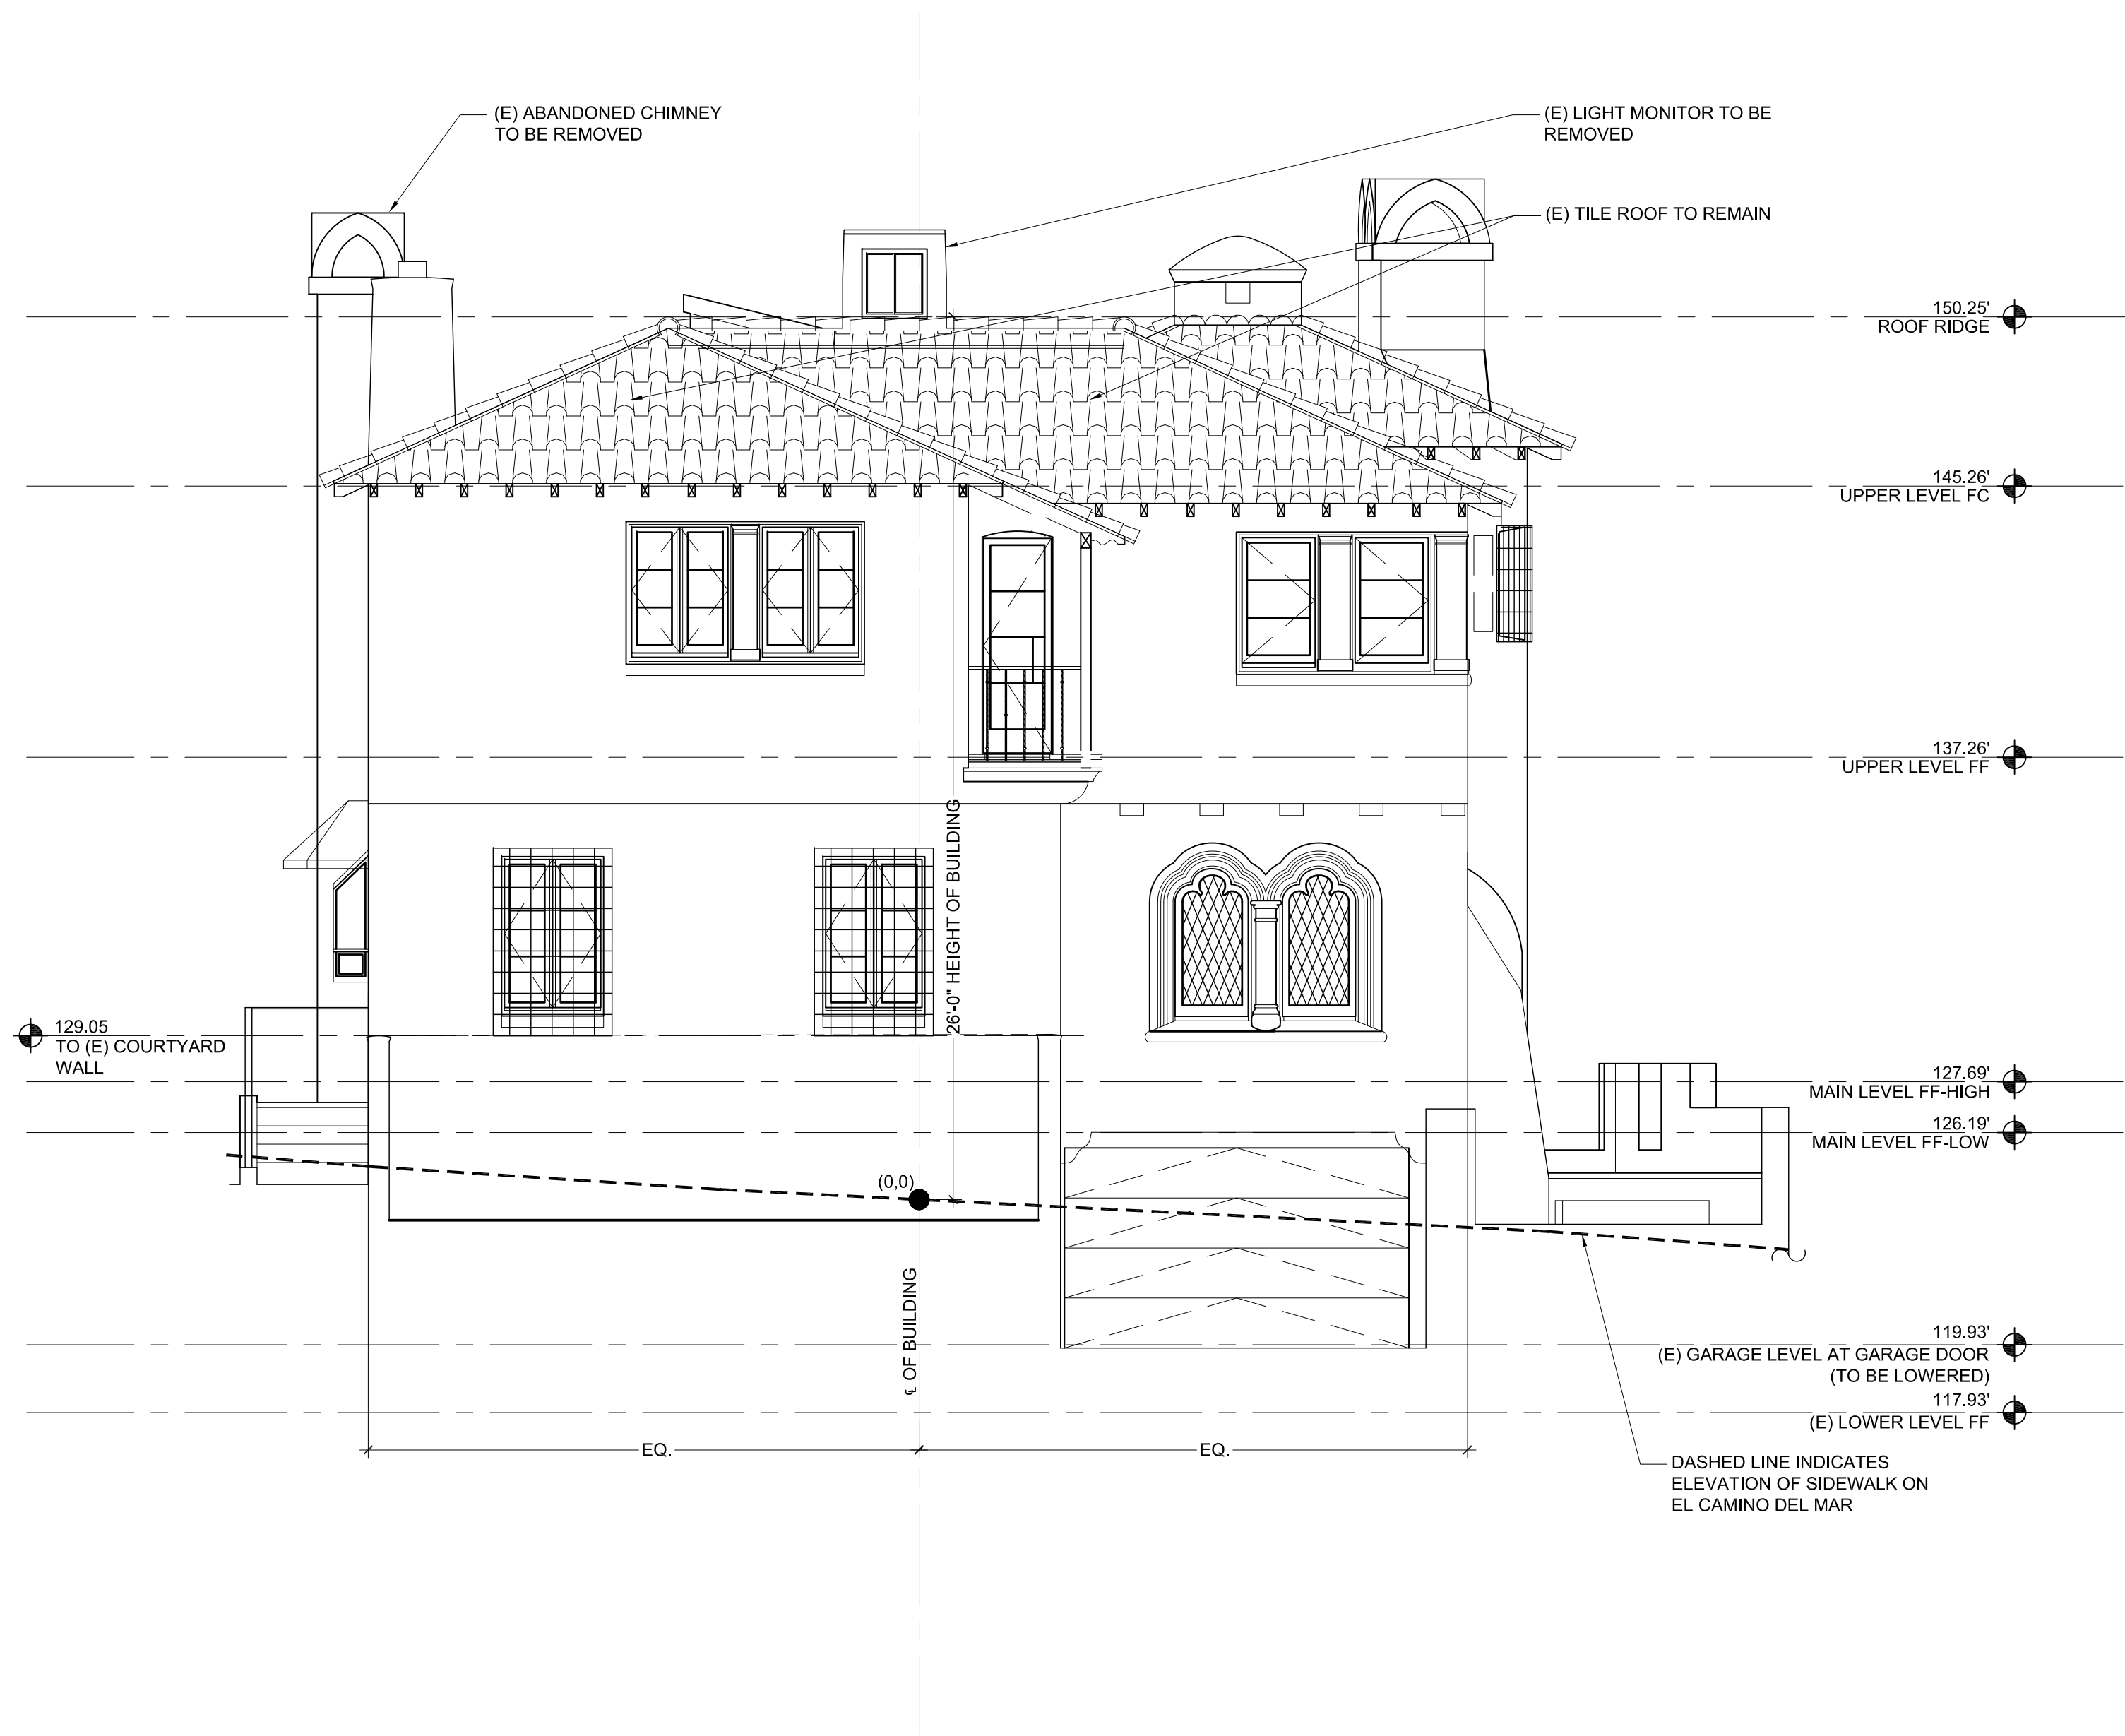 (E) ABANDONED CHIMNEY
TO BE REMOVED
(E) LIGHT MONITOR TO BE
REMOVED
(E) TILE ROOF TO REMAIN
150.25'
ROOF RIDGE
145.26'
UPPER LEVEL FC
137.26'
UPPER LEVEL FF
26'-0" HEIGHT OF BUILDING
129.05
TO (E) COURTYARD
WALL
127.69'
MAIN LEVEL FF-HIGH
126.19'
MAIN LEVEL FF-LOW
(0,0)
℄ OF BUILDING
119.93'
(E) GARAGE LEVEL AT GARAGE DOOR
(TO BE LOWERED)
117.93'
(E) LOWER LEVEL FF
EQ.
EQ.
DASHED LINE INDICATES
ELEVATION OF SIDEWALK ON
EL CAMINO DEL MAR